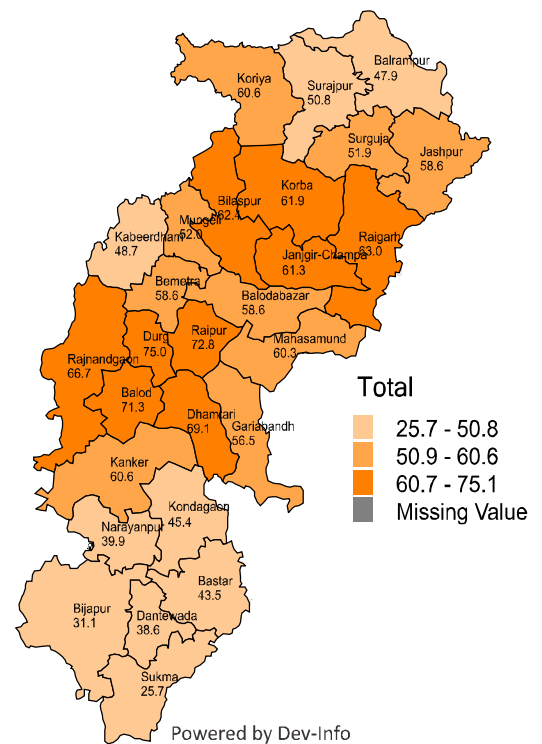 Balrampur
47.9
Koriya
60.6
Surajpur
50.8
Surguja
51.9
Jashpur
58.6
Korba
61.9
Bilaspur
62.4
Mungeli
52.0
Raigarh
63.0
Kabeerdham
48.7
Janjgir-Champa
61.3
Bemetra
58.6
Balodabazar
58.6
Durg
75.0
Raipur
72.8
Mahasamund
60.3
Rajnandgaon
66.7
Balod
71.3
Dhamtari
69.1
Gariabandh
56.5
Kanker
60.6
Kondagaon
45.4
Narayanpur
39.9
Bastar
43.5
Bijapur
31.1
Dantewada
38.6
Sukma
25.7
Total
25.7 - 50.8
50.9 - 60.6
60.7 - 75.1
Missing Value
Powered by Dev-Info